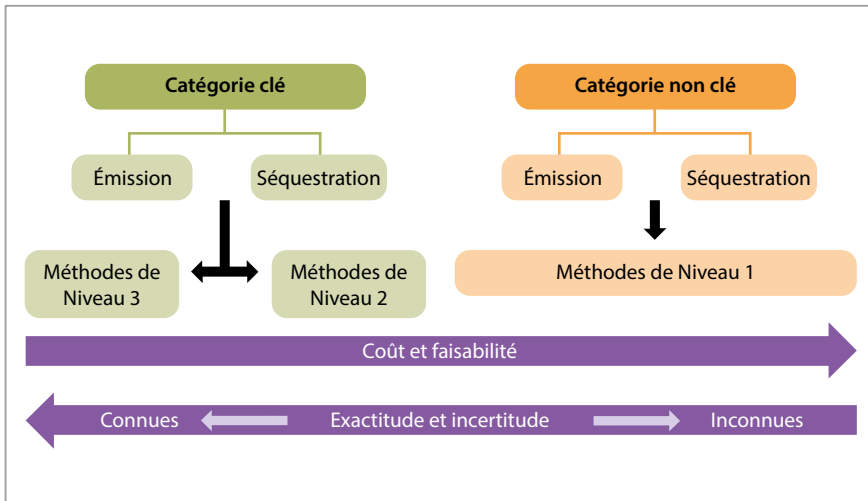 Catégorie clé
Catégorie non clé
Émission
Séquestration
Émission
Séquestration
Méthodes de
Niveau 3
Méthodes de
Niveau 2
Méthodes de Niveau 1
Coût et faisabilité
Connues
Exactitude et incertitude
Inconnues